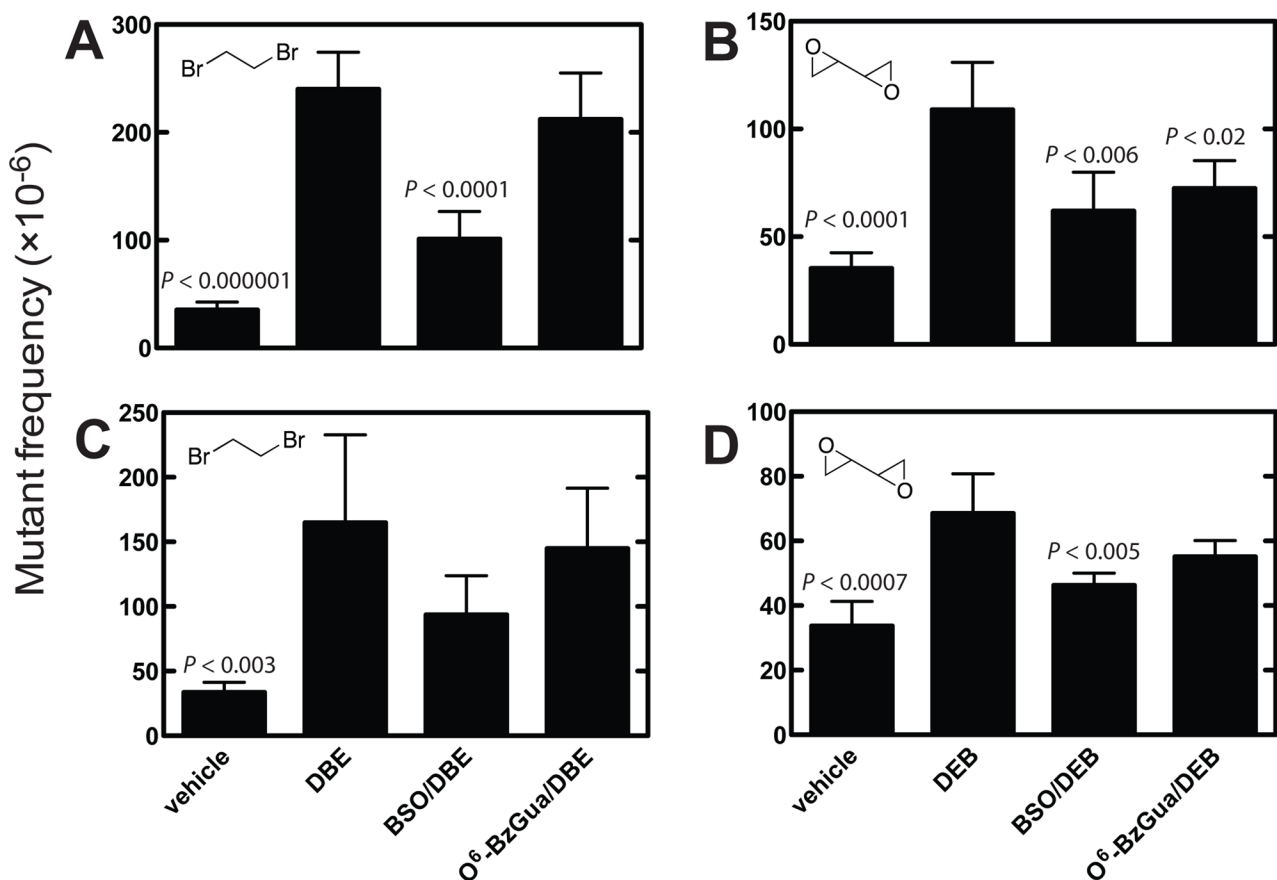 Mutant frequency (×10-6)
A
300
200
100
0
Br
Br
P < 0.000001
P < 0.0001
B
150
100
50
0
O
O
P < 0.0001
P < 0.006
P < 0.02
C
250
200
150
100
50
0
Br
Br
P < 0.003
vehicle
DBE
BSO/DBE
O6-BzGua/DBE
D
100
80
60
40
20
0
O
O
P < 0.0007
P < 0.005
vehicle
DEB
BSO/DEB
O6-BzGua/DEB